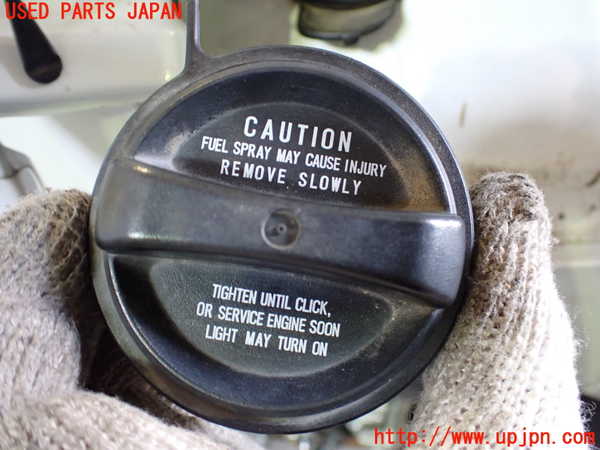 USED PARTS JAPAN
CAUTION
FUEL SPRAY MAY CAUSE INJURY
REMOVE SLOWLY
TIGHTEN UNTIL CLICK,
OR SERVICE ENGINE SOON
LIGHT MAY TURN ON
http://www.upjpn.com/